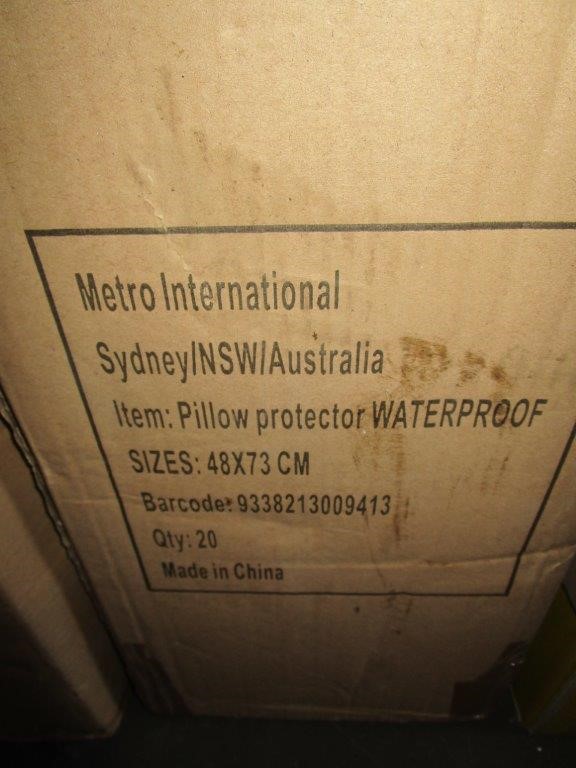 Metro International
Sydney/NSW/Australia
Item: Pillow protector WATERPROOF
SIZES: 48X73 CM
Barcode: 9338213009413
Qty: 20
Made in China